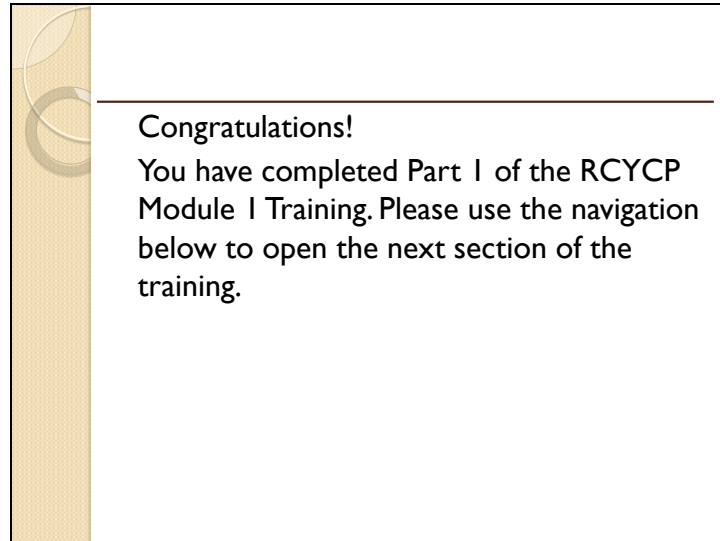 Congratulations!
You have completed Part 1 of the RCYCP
Module 1 Training. Please use the navigation
below to open the next section of the
training.